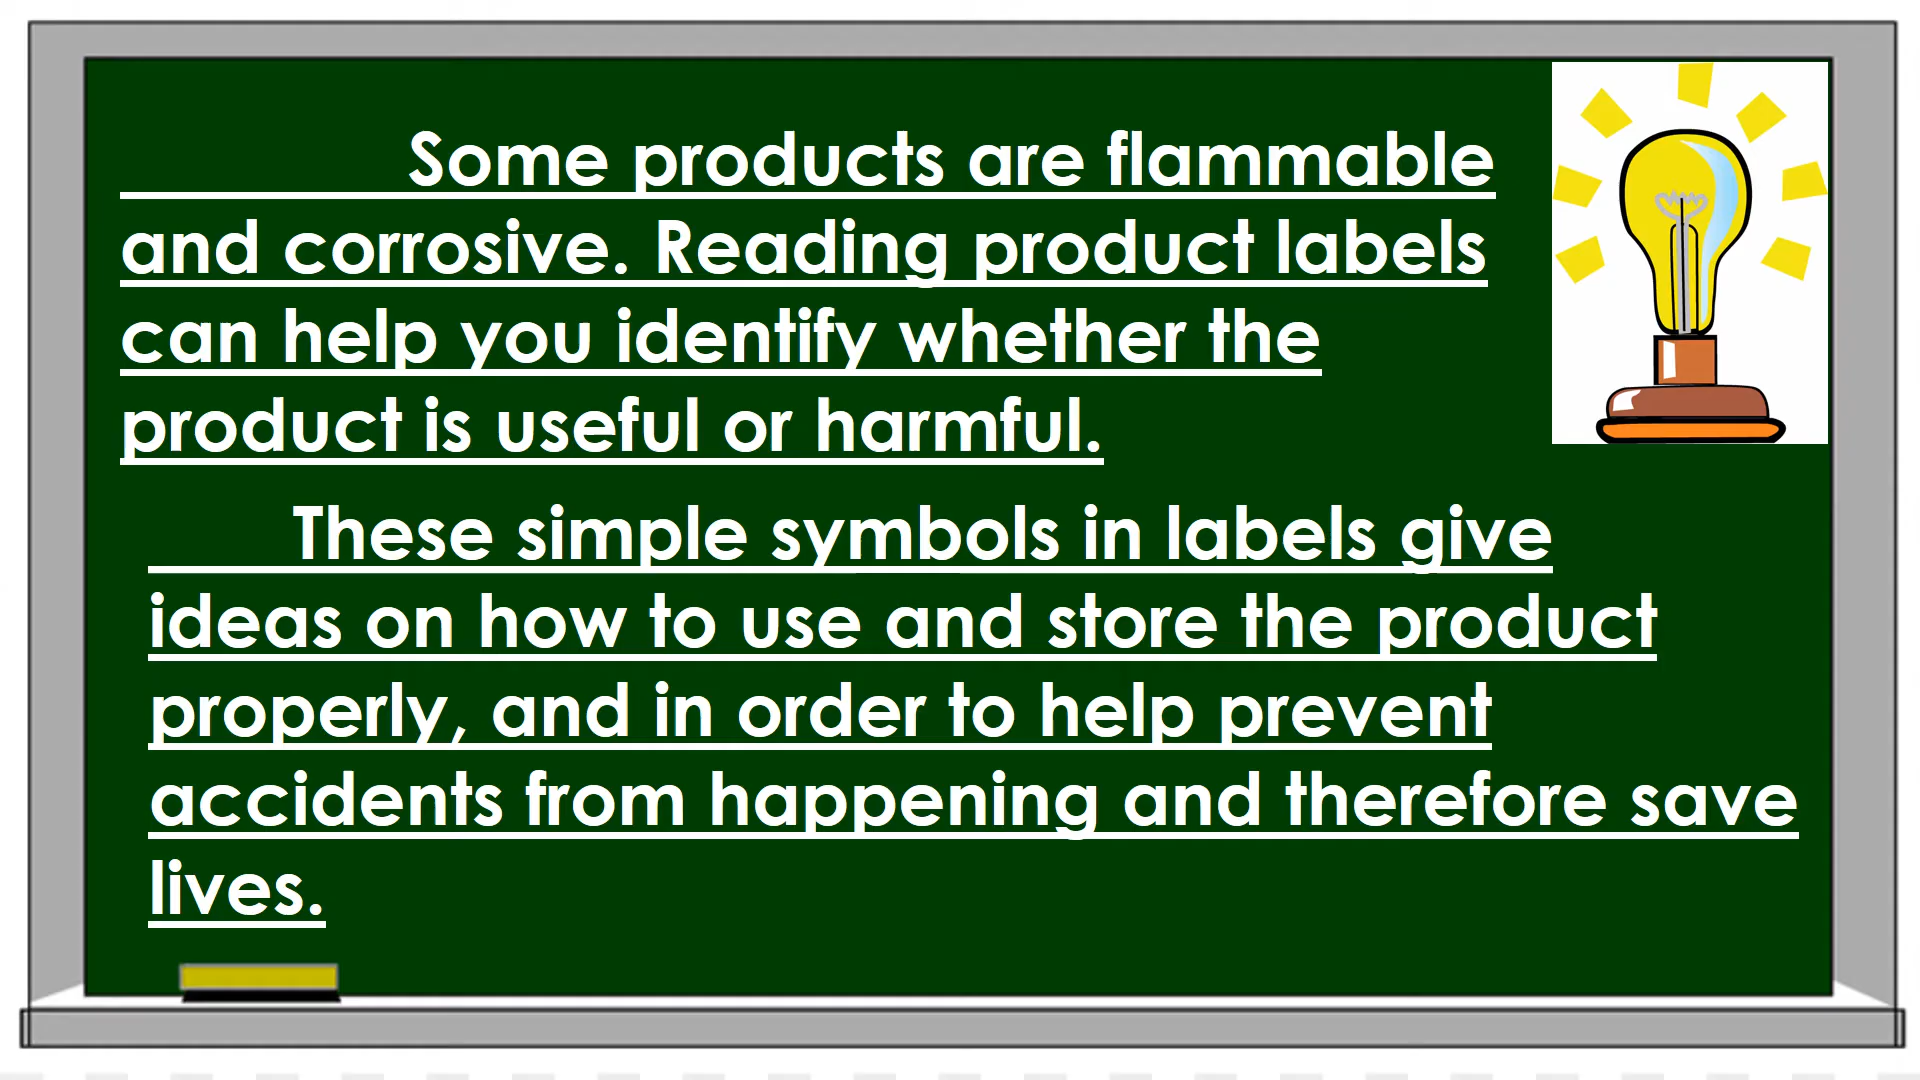 Some products are flammable
and corrosive. Reading product labels
can help you identify whether the
product is useful or harmful.
These simple symbols in labels give
ideas on how to use and store the product
properly, and in order to help prevent
accidents from happening and therefore save
lives.